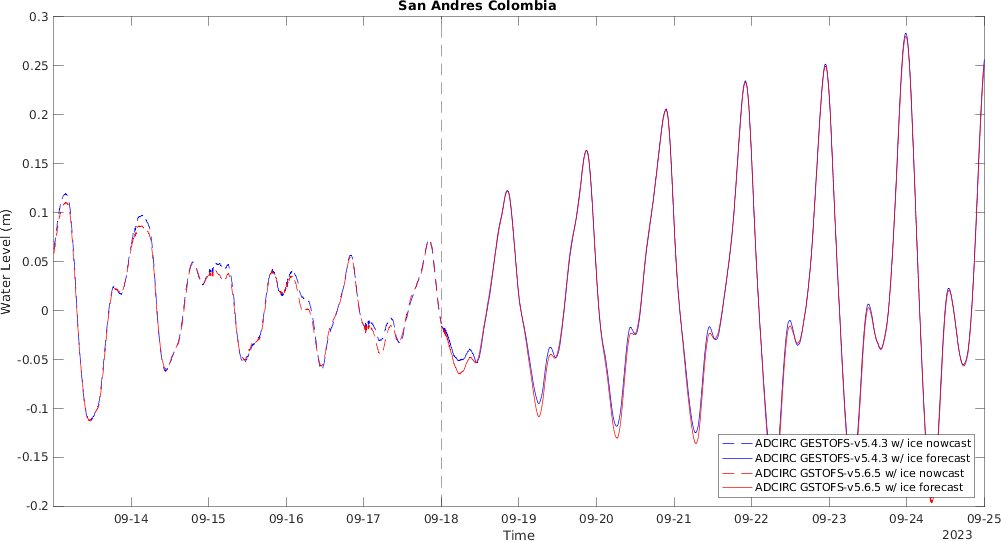 San Andres Colombia
0.3
0.25
0.2
0.15
0.1
0.05
0
-0.05
-0.1
-0.15
-0.2
Water Level (m)
ADCIRC GESTOFS-v5.4.3 w/ ice nowcast
ADCIRC GESTOFS-v5.4.3 w/ ice forecast
ADCIRC GSTOFS-v5.6.5 w/ ice nowcast
ADCIRC GSTOFS-v5.6.5 w/ ice forecast
09-14 09-15 09-16 09-17 09-18 09-19 09-20 09-21 09-22 09-23 09-24 09-25
Time
2023